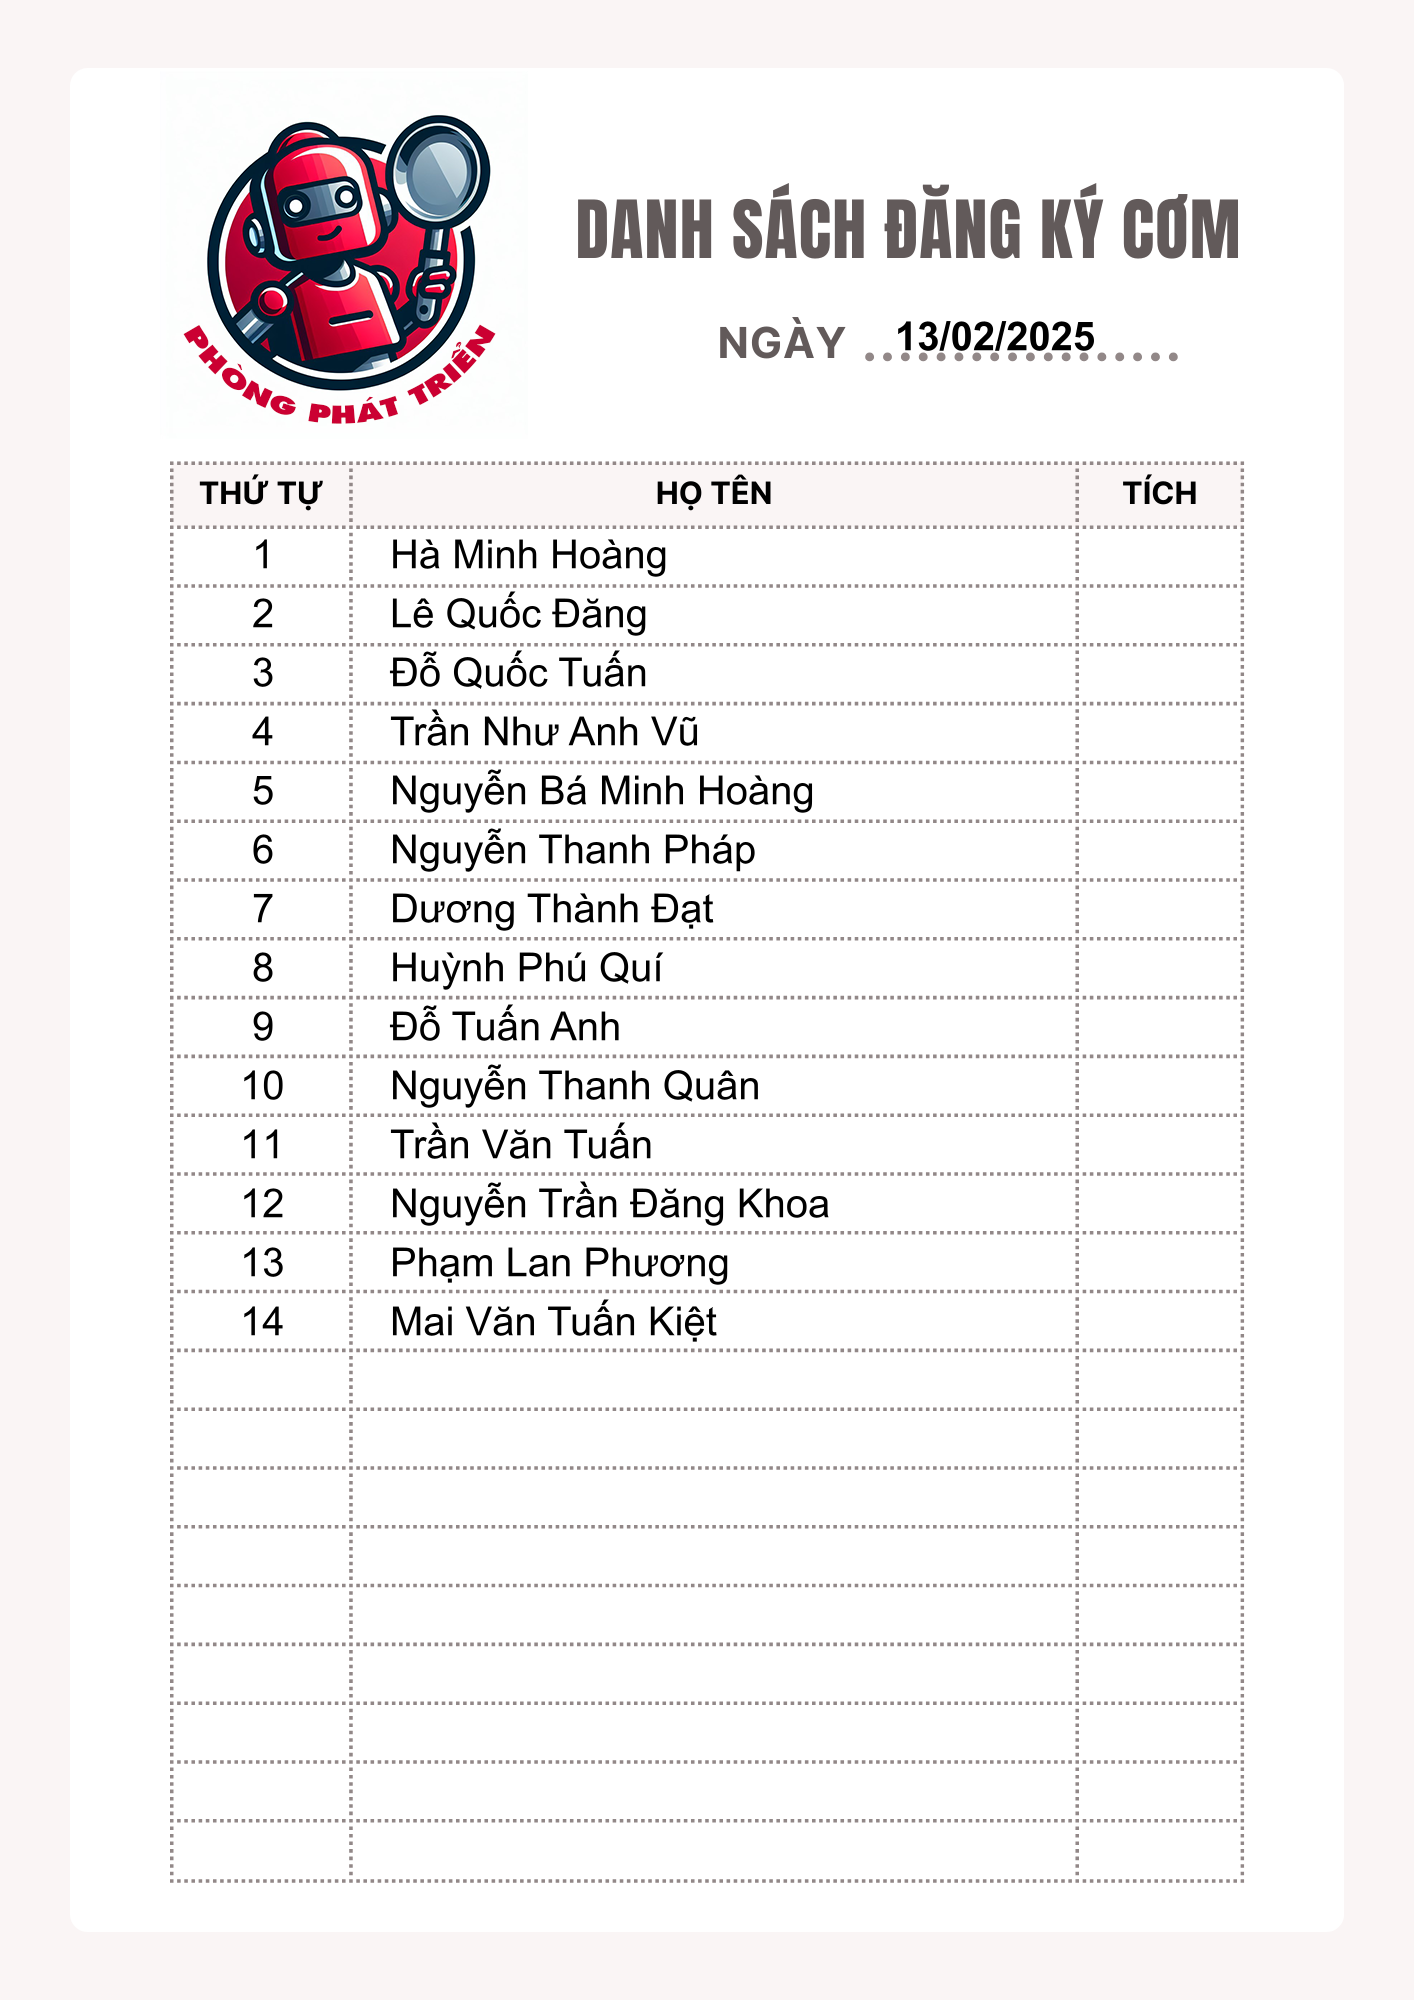 PHÒNG PHÁT TRIỂN
DANH SÁCH ĐĂNG KÝ CƠM
NGÀY 13/02/2025
THỨ TỰ HỌ TÊN TÍCH
1 Hà Minh Hoàng
2 Lê Quốc Đăng
3 Đỗ Quốc Tuấn
4 Trần Như Anh Vũ
5 Nguyễn Bá Minh Hoàng
6 Nguyễn Thanh Pháp
7 Dương Thành Đạt
8 Huỳnh Phú Quí
9 Đỗ Tuấn Anh
10 Nguyễn Thanh Quân
11 Trần Văn Tuấn
12 Nguyễn Trần Đăng Khoa
13 Phạm Lan Phương
14 Mai Văn Tuấn Kiệt